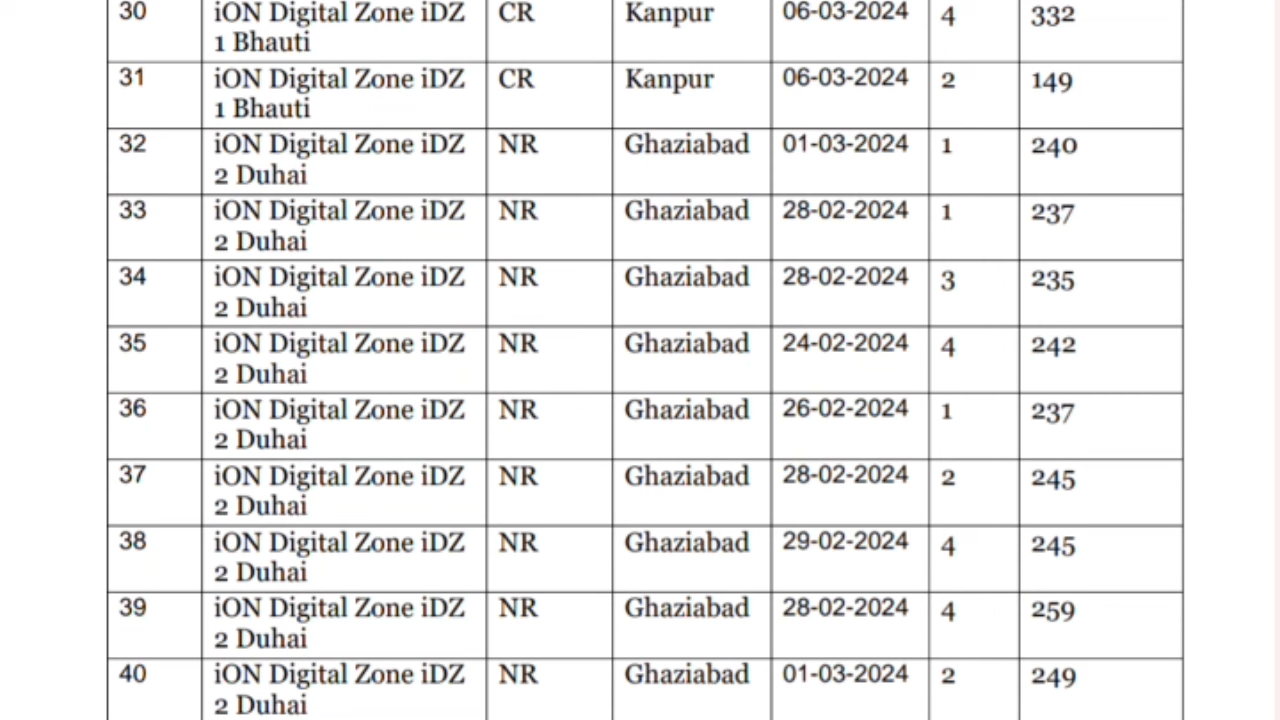 30 iON Digital Zone iDZ CR Kanpur 06-03-2024 4 332
1 Bhauti
31 iON Digital Zone iDZ CR Kanpur 06-03-2024 2 149
1 Bhauti
32 iON Digital Zone iDZ NR Ghaziabad 01-03-2024 1 240
2 Duhai
33 iON Digital Zone iDZ NR Ghaziabad 28-02-2024 1 237
2 Duhai
34 iON Digital Zone iDZ NR Ghaziabad 28-02-2024 3 235
2 Duhai
35 iON Digital Zone iDZ NR Ghaziabad 24-02-2024 4 242
2 Duhai
36 iON Digital Zone iDZ NR Ghaziabad 26-02-2024 1 237
2 Duhai
37 iON Digital Zone iDZ NR Ghaziabad 28-02-2024 2 245
2 Duhai
38 iON Digital Zone iDZ NR Ghaziabad 29-02-2024 4 245
2 Duhai
39 iON Digital Zone iDZ NR Ghaziabad 28-02-2024 4 259
2 Duhai
40 iON Digital Zone iDZ NR Ghaziabad 01-03-2024 2 249
2 Duhai